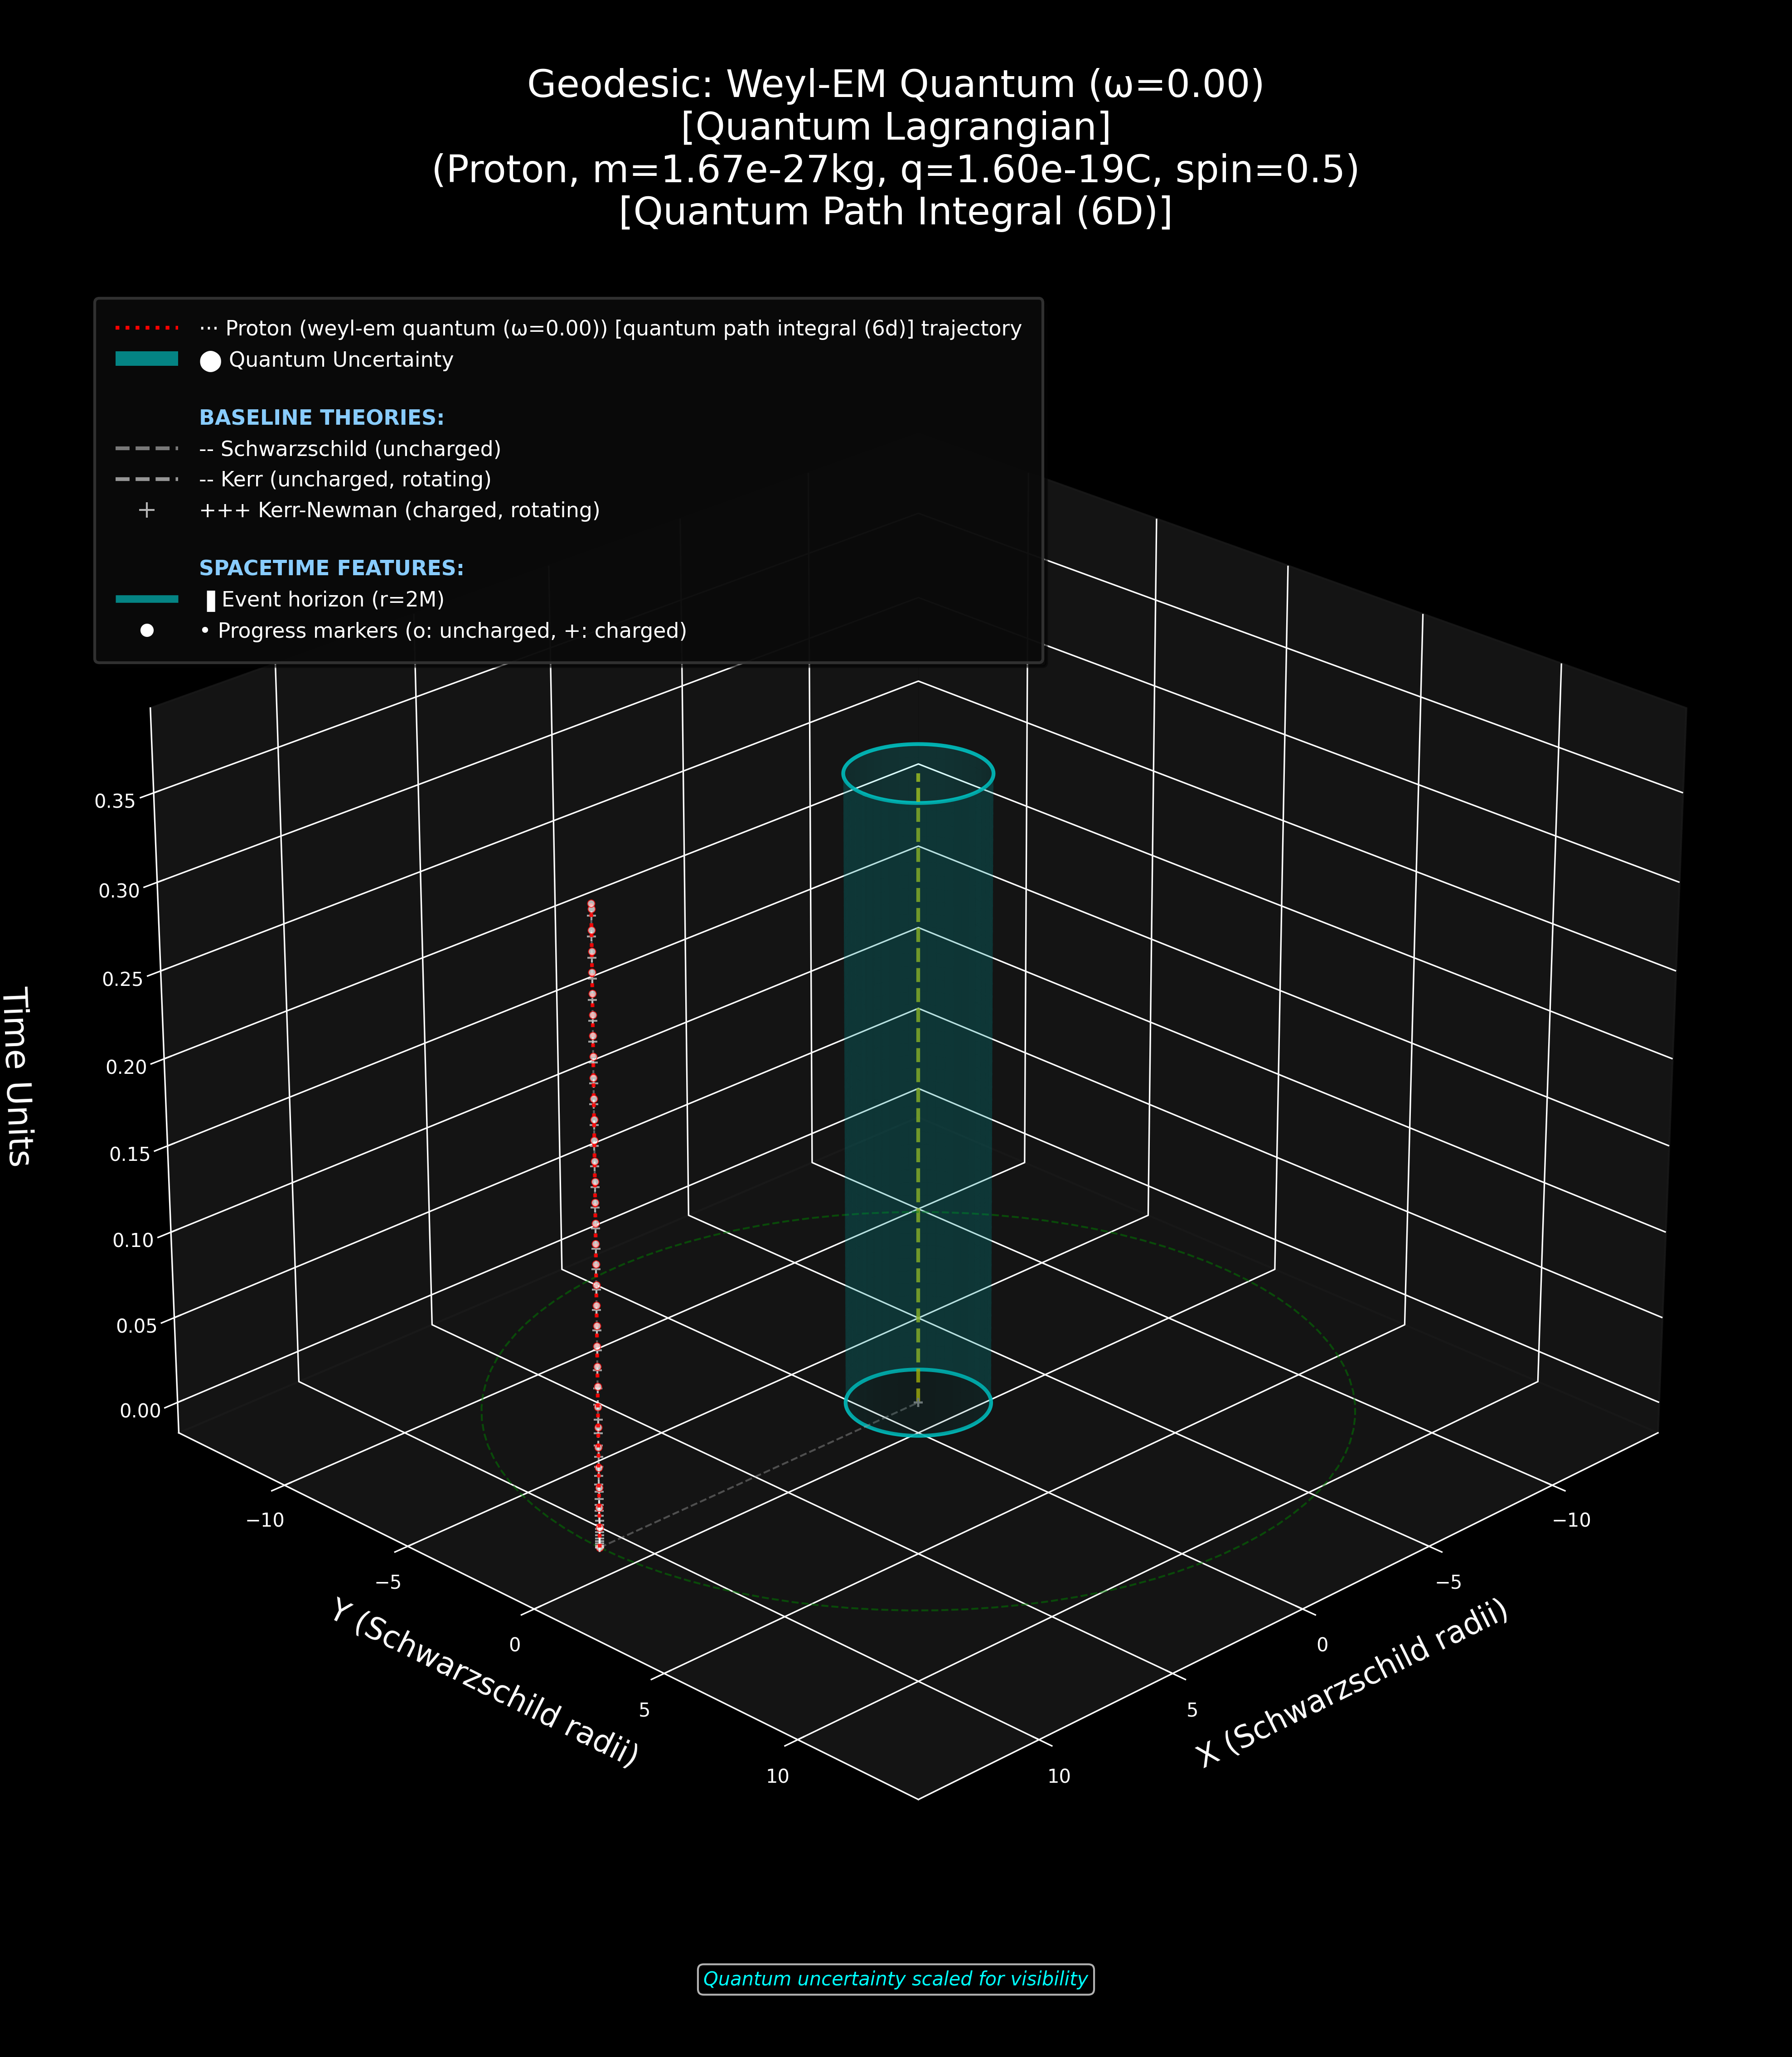 Geodesic: Weyl-EM Quantum (ω=0.00)
[Quantum Lagrangian]
(Proton, m=1.67e-27kg, q=1.60e-19C, spin=0.5)
[Quantum Path Integral (6D)]
··· Proton (weyl-em quantum (ω=0.00)) [quantum path integral (6d)] trajectory
⬤ Quantum Uncertainty
BASELINE THEORIES:
-- Schwarzschild (uncharged)
-- Kerr (uncharged, rotating)
+++ Kerr-Newman (charged, rotating)
SPACETIME FEATURES:
▐ Event horizon (r=2M)
• Progress markers (o: uncharged, +: charged)
0.35
0.30
0.25
0.20
0.15
0.10
0.05
0.00
Time Units
−10
−5
0
5
10
Y (Schwarzschild radii)
−10
−5
0
5
10
X (Schwarzschild radii)
Quantum uncertainty scaled for visibility